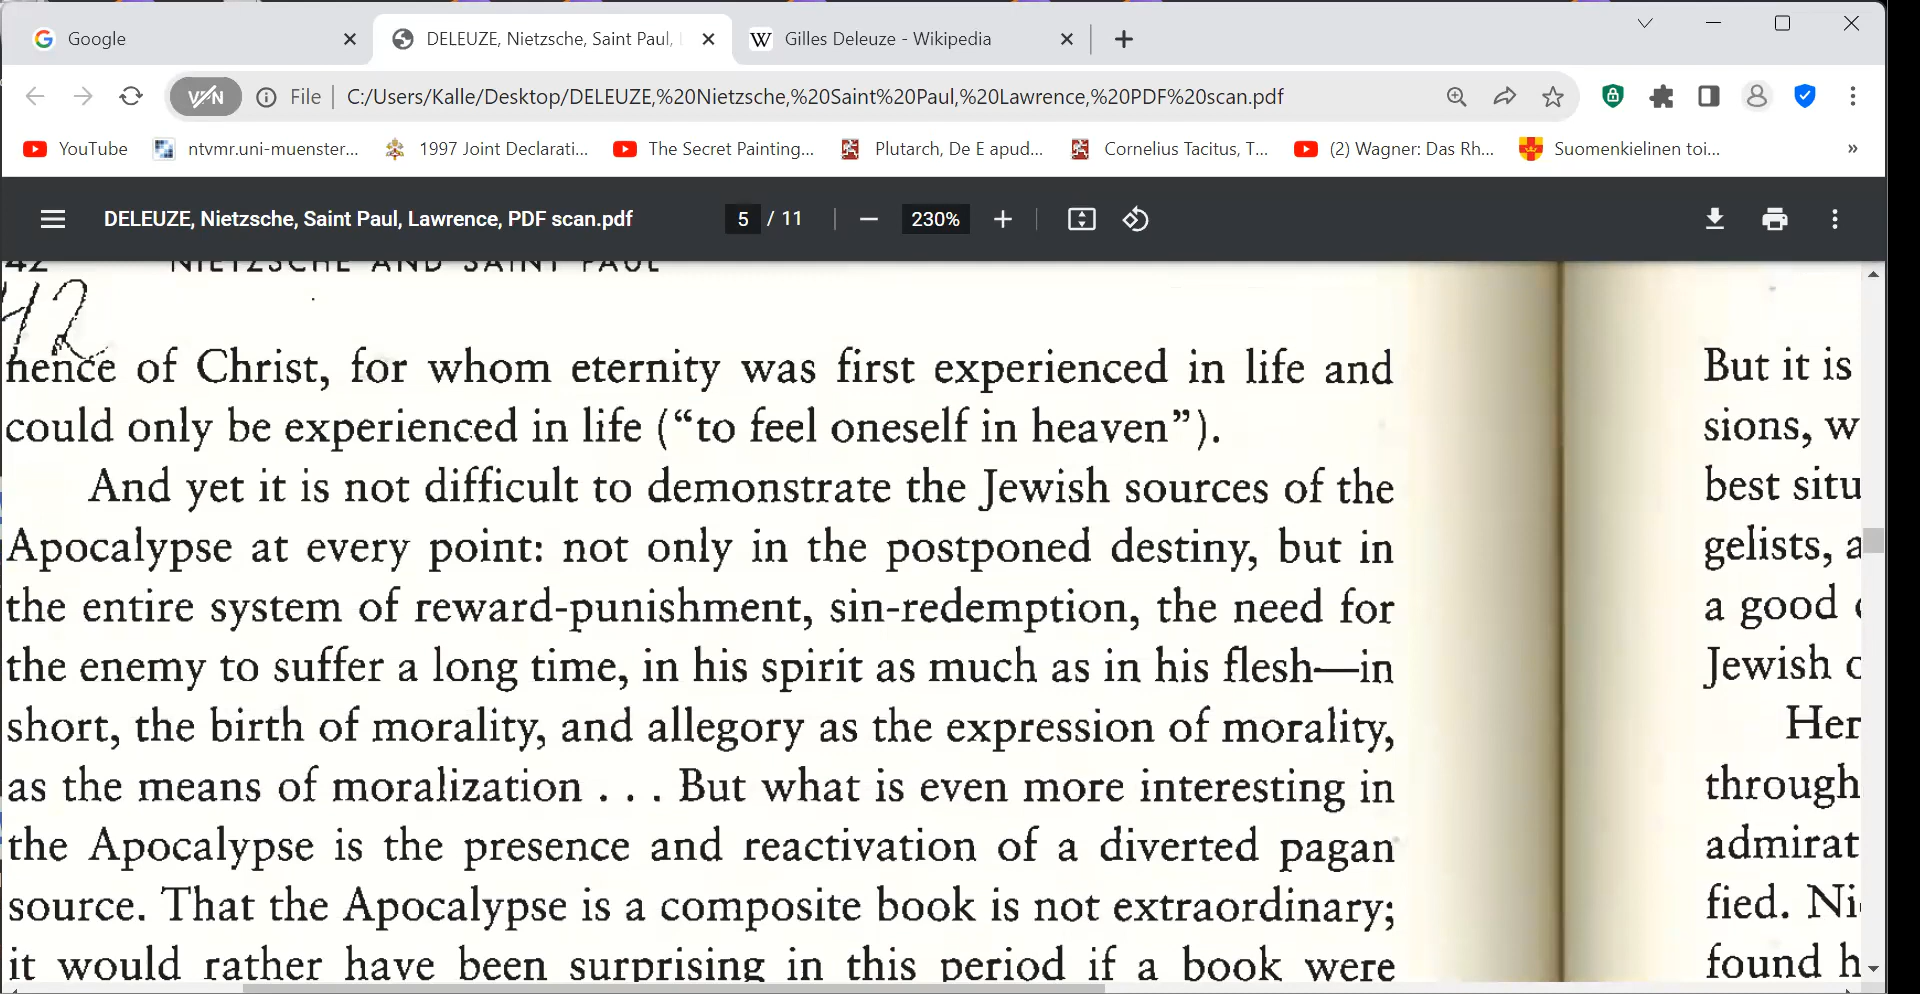 Google
DELEUZE, Nietzsche, Saint Paul,
W Gilles Deleuze - Wikipedia
VPN
File
C:/Users/Kalle/Desktop/DELEUZE,%20Nietzsche,%20Saint%20Paul,%20Lawrence,%20PDF%20scan.pdf
YouTube
ntvmr.uni-muenster...
1997 Joint Declarati...
The Secret Painting...
Plutarch, De E apud...
Cornelius Tacitus, T...
(2) Wagner: Das Rh...
Suomenkielinen toi...
»
DELEUZE, Nietzsche, Saint Paul, Lawrence, PDF scan.pdf
5 / 11
230%
42 NIETZSCHE AND SAINT PAUL
42
nence of Christ, for whom eternity was first experienced in life and
could only be experienced in life (“to feel oneself in heaven”).
And yet it is not difficult to demonstrate the Jewish sources of the
Apocalypse at every point: not only in the postponed destiny, but in
the entire system of reward-punishment, sin-redemption, the need for
the enemy to suffer a long time, in his spirit as much as in his flesh—in
short, the birth of morality, and allegory as the expression of morality,
as the means of moralization . . . But what is even more interesting in
the Apocalypse is the presence and reactivation of a diverted pagan
source. That the Apocalypse is a composite book is not extraordinary;
it would rather have been surprising in this period if a book were
But it is
sions, w
best situ
gelists, a
a good
Jewish
Her
through
admirat
fied. Ni
found h